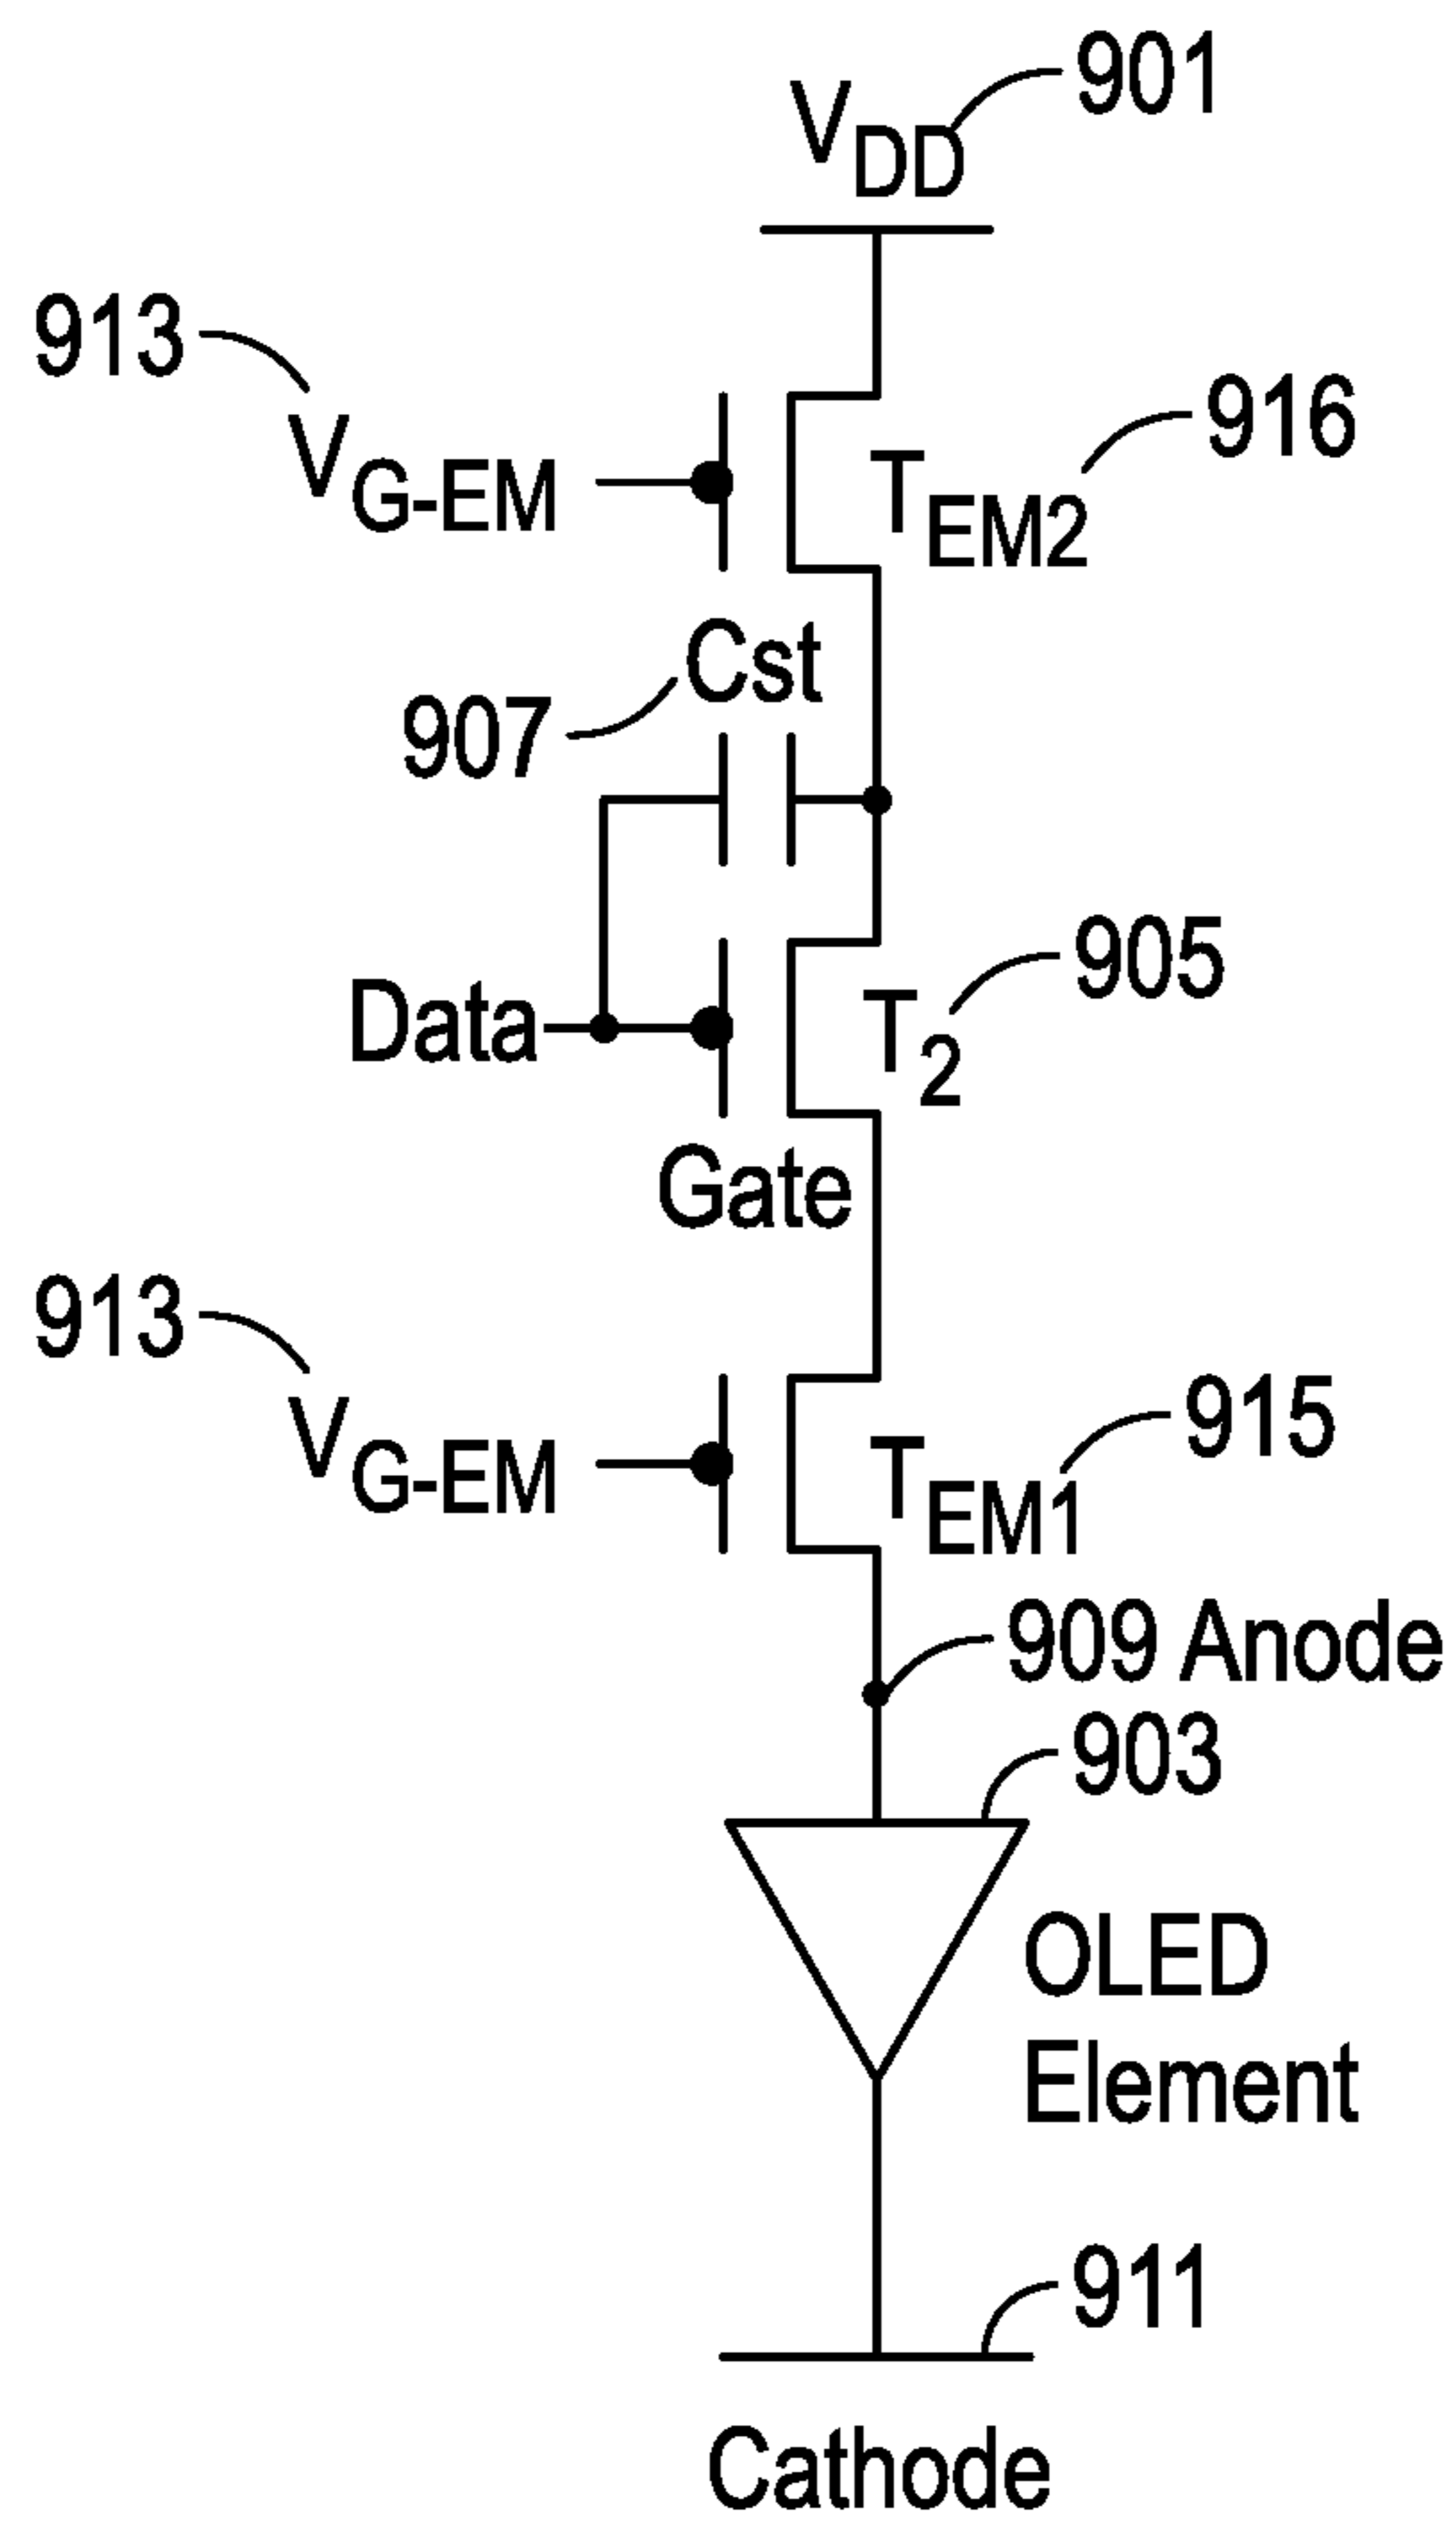 901
VDD
913
VG-EM
916
TEM2
Cst
907
905
Data
T2
Gate
913
VG-EM
915
TEM1
909 Anode
903
OLED
Element
911
Cathode